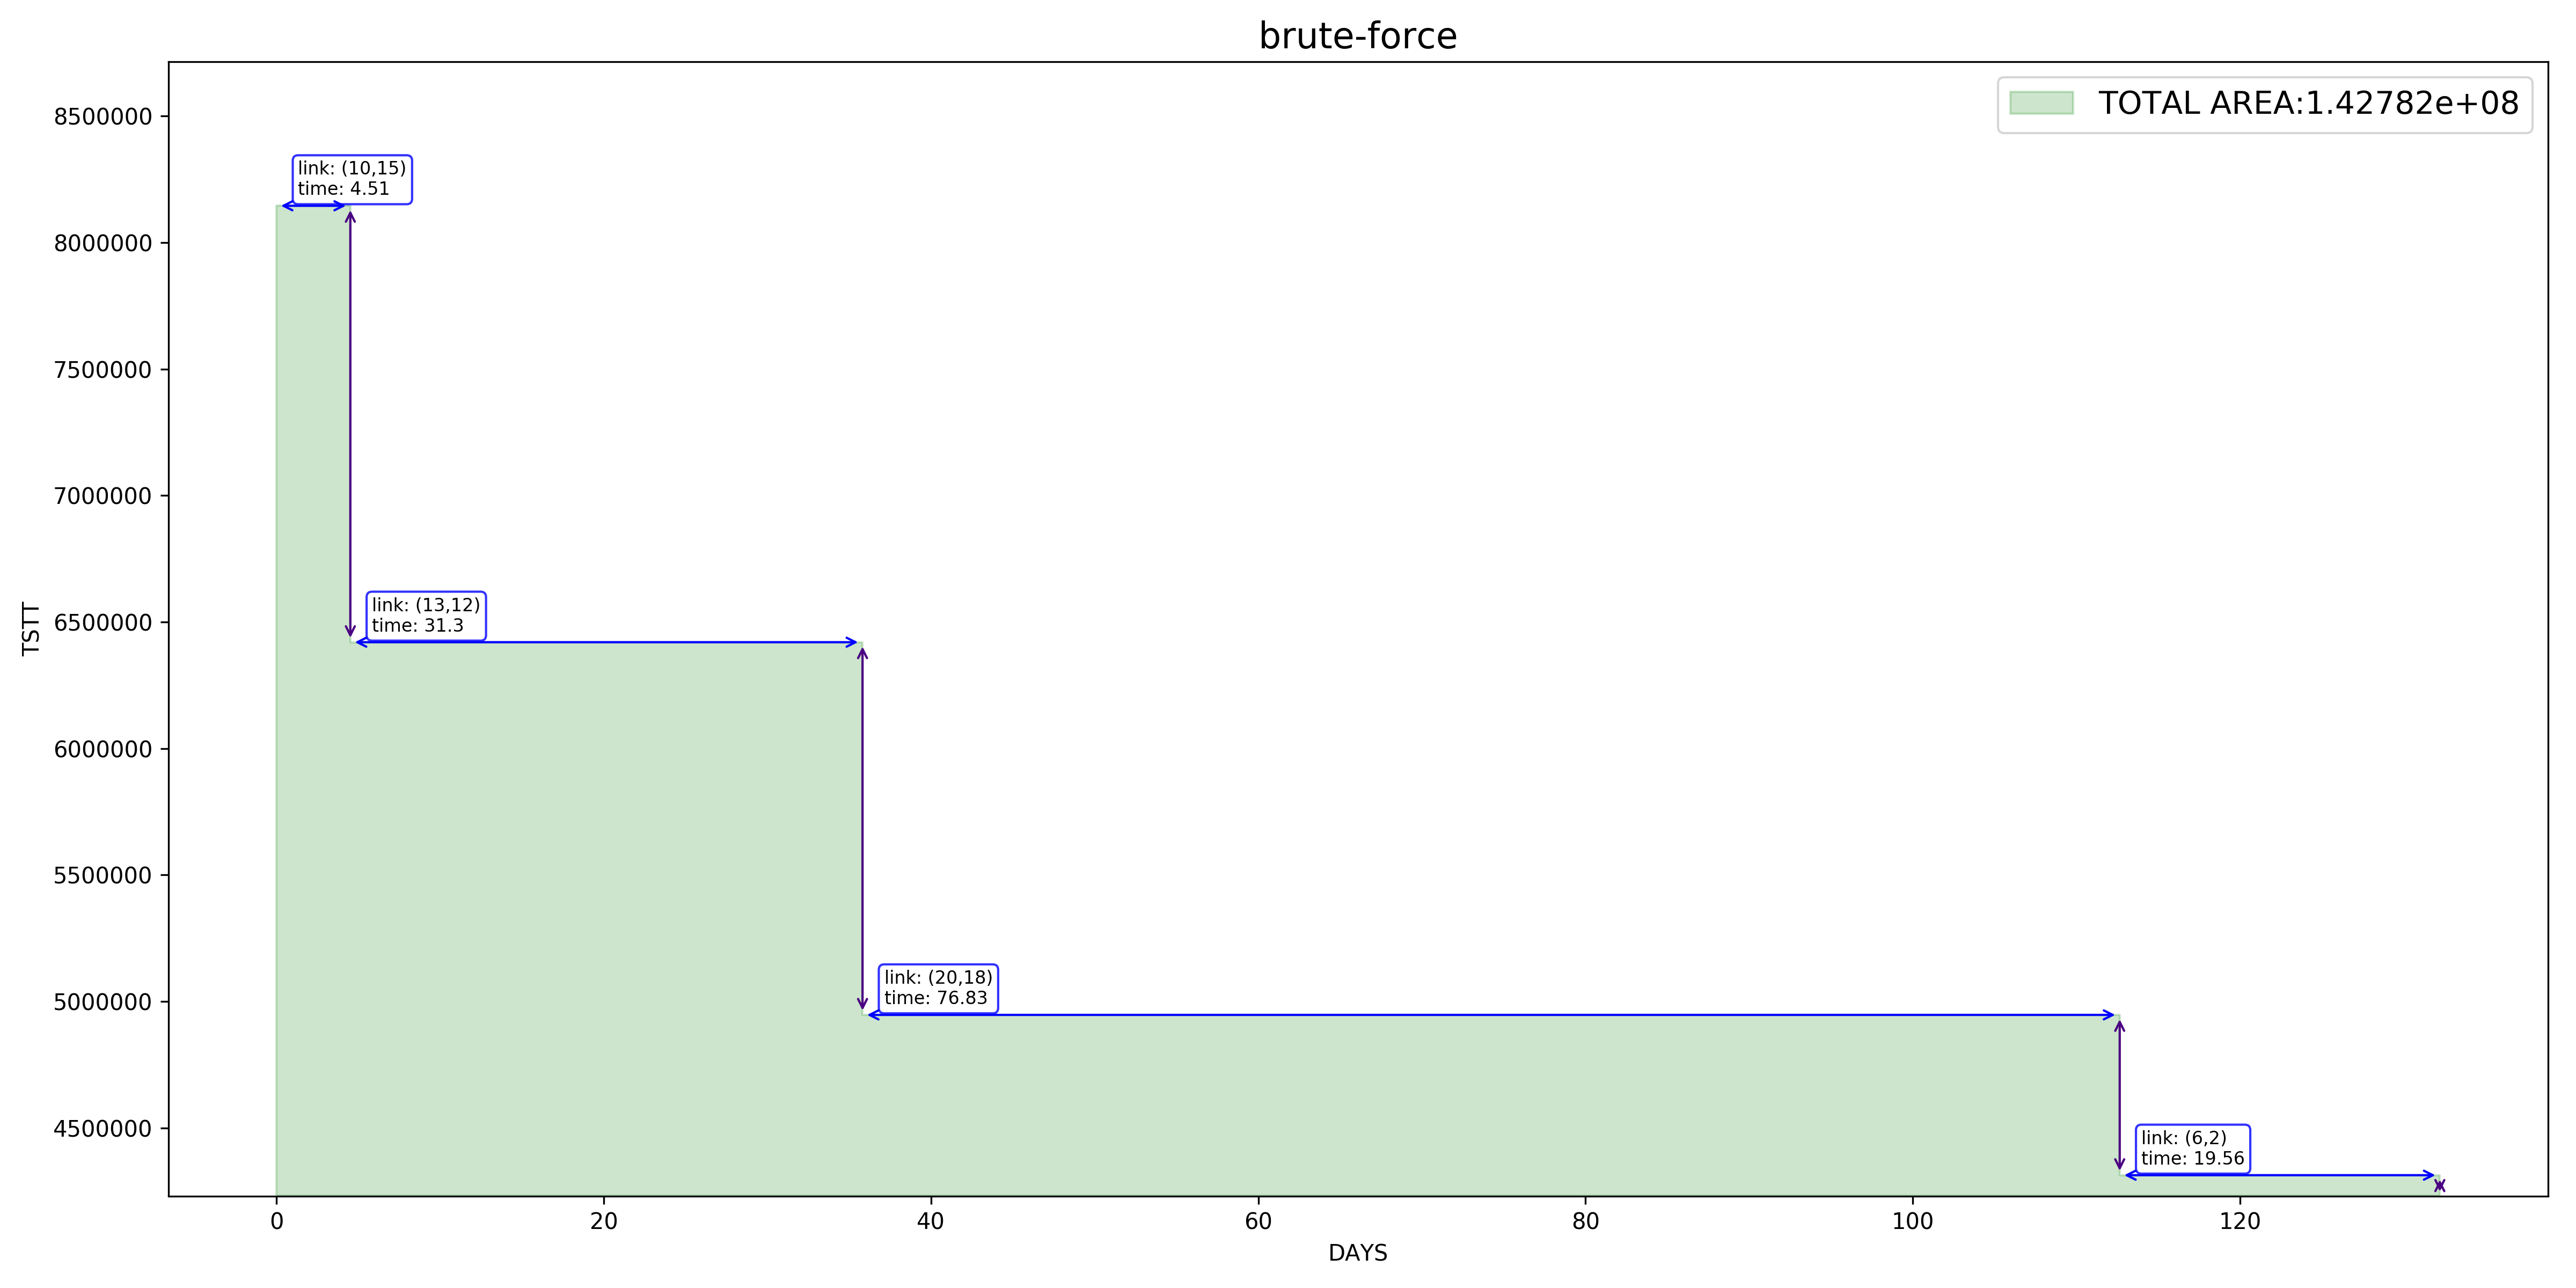 brute-force
TOTAL AREA:1.42782e+08
8500000
8000000
7500000
7000000
6500000
6000000
5500000
5000000
4500000
TSTT
link: (10,15)
time: 4.51
link: (13,12)
time: 31.3
link: (20,18)
time: 76.83
link: (6,2)
time: 19.56
0 20 40 60 80 100 120
DAYS